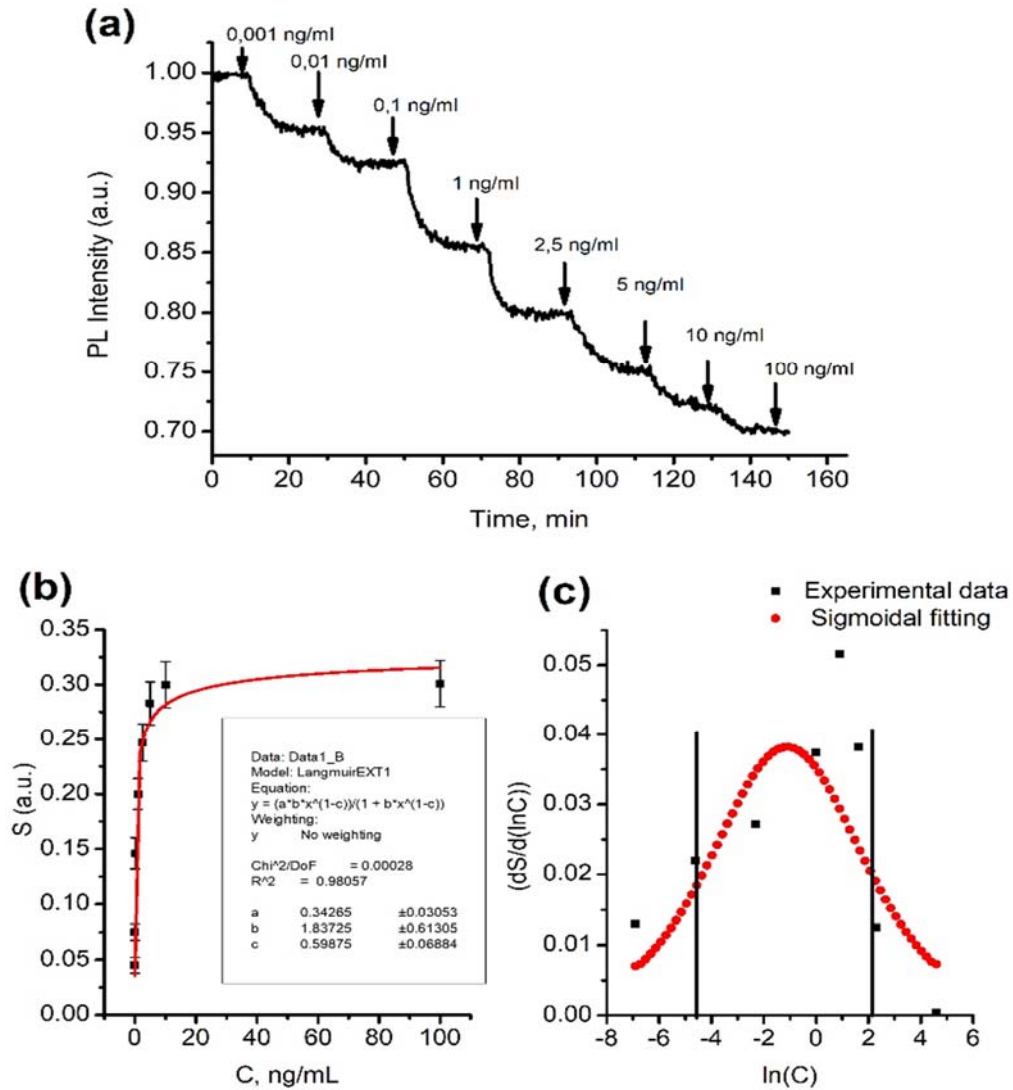 (a)
0,001 ng/ml
0,01 ng/ml
0,1 ng/ml
1 ng/ml
2,5 ng/ml
5 ng/ml
10 ng/ml
100 ng/ml
1.00
0.95
0.90
0.85
0.80
0.75
0.70
PL Intensity (a.u.)
0 20 40 60 80 100 120 140 160
Time, min
(b)
0.35
0.30
0.25
0.20
0.15
0.10
0.05
0.00
S (a.u.)
Data: Data1_B
Model: LangmuirEXT1
Equation:
y = (a*b*x^(1-c))/(1 + b*x^(1-c))
Weighting:
y No weighting
Chi^2/DoF = 0.00028
R^2 = 0.98057
a 0.34265 ±0.03053
b 1.83725 ±0.61305
c 0.59875 ±0.06884
0 20 40 60 80 100
C, ng/mL
(c)
Experimental data
Sigmoidal fitting
0.05
0.04
0.03
0.02
0.01
0.00
(dS/d(lnC))
-8 -6 -4 -2 0 2 4 6
ln(C)